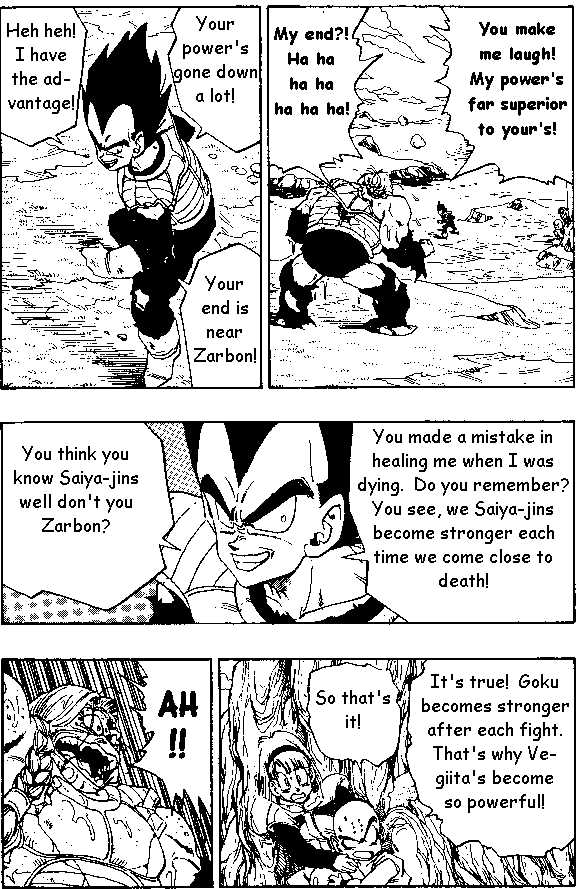 Heh heh!
I have
the ad-
vantage!
Your
power's
gone down
a lot!
Your
end is
near
Zarbon!
My end?!
Ha ha
ha ha
ha ha ha!
You make
me laugh!
My power's
far superior
to your's!
You think you
know Saiya-jins
well don't you
Zarbon?
You made a mistake in
healing me when I was
dying. Do you remember?
You see, we Saiya-jins
become stronger each
time we come close to
death!
AH
!!
So that's
it!
It's true! Goku
becomes stronger
after each fight.
That's why Ve-
giita's become
so powerful!